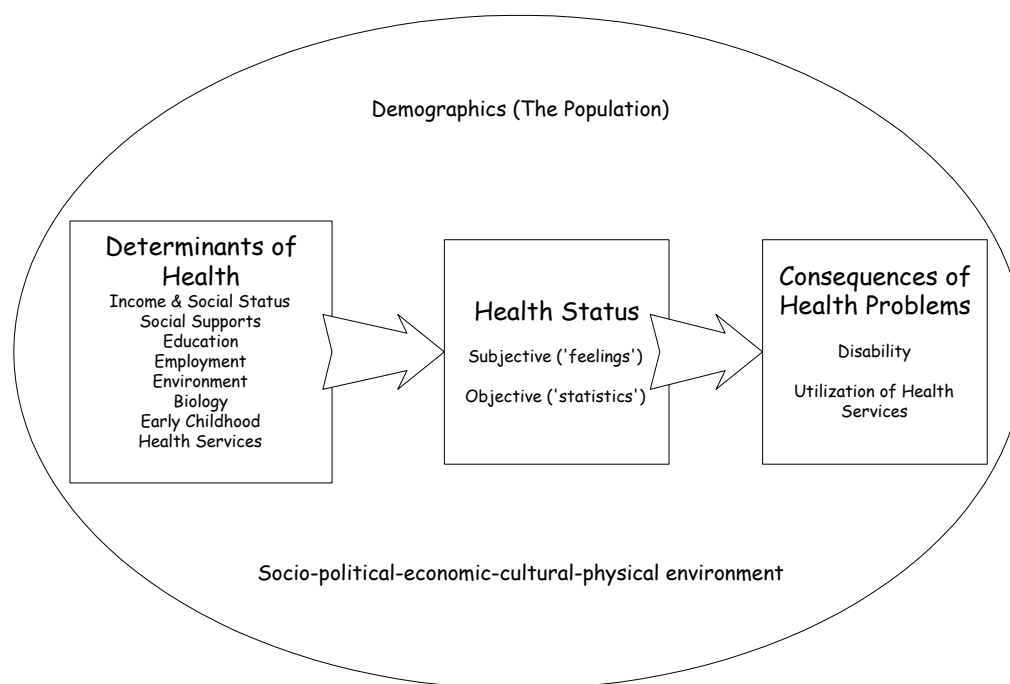 Demographics (The Population)
Determinants of
Health
Income & Social Status
Social Supports
Education
Employment
Environment
Biology
Early Childhood
Health Services
Health Status
Subjective ('feelings')
Objective ('statistics')
Consequences of
Health Problems
Disability
Utilization of Health
Services
Socio-political-economic-cultural-physical environment